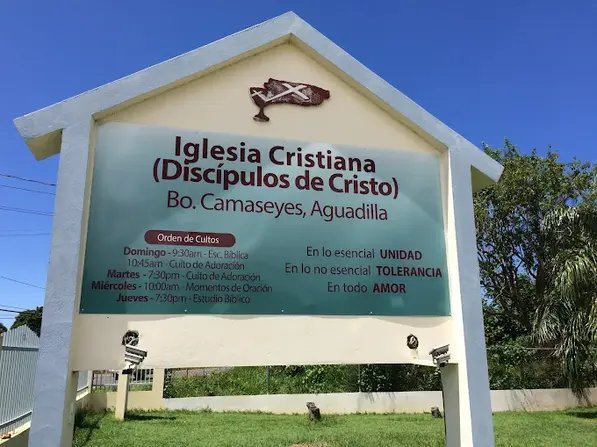 Iglesia Cristiana
(Discípulos de Cristo)
Bo. Camaseyes, Aguadilla
Orden de Cultos
Domingo - 9:30am - Esc. Bíblica
10:45am - Culto de Adoración
Martes - 7:30pm - Culto de Adoración
Miércoles - 10:00am - Momentos de Oración
Jueves - 7:30pm - Estudio Bíblico
En lo esencial UNIDAD
En lo no esencial TOLERANCIA
En todo AMOR